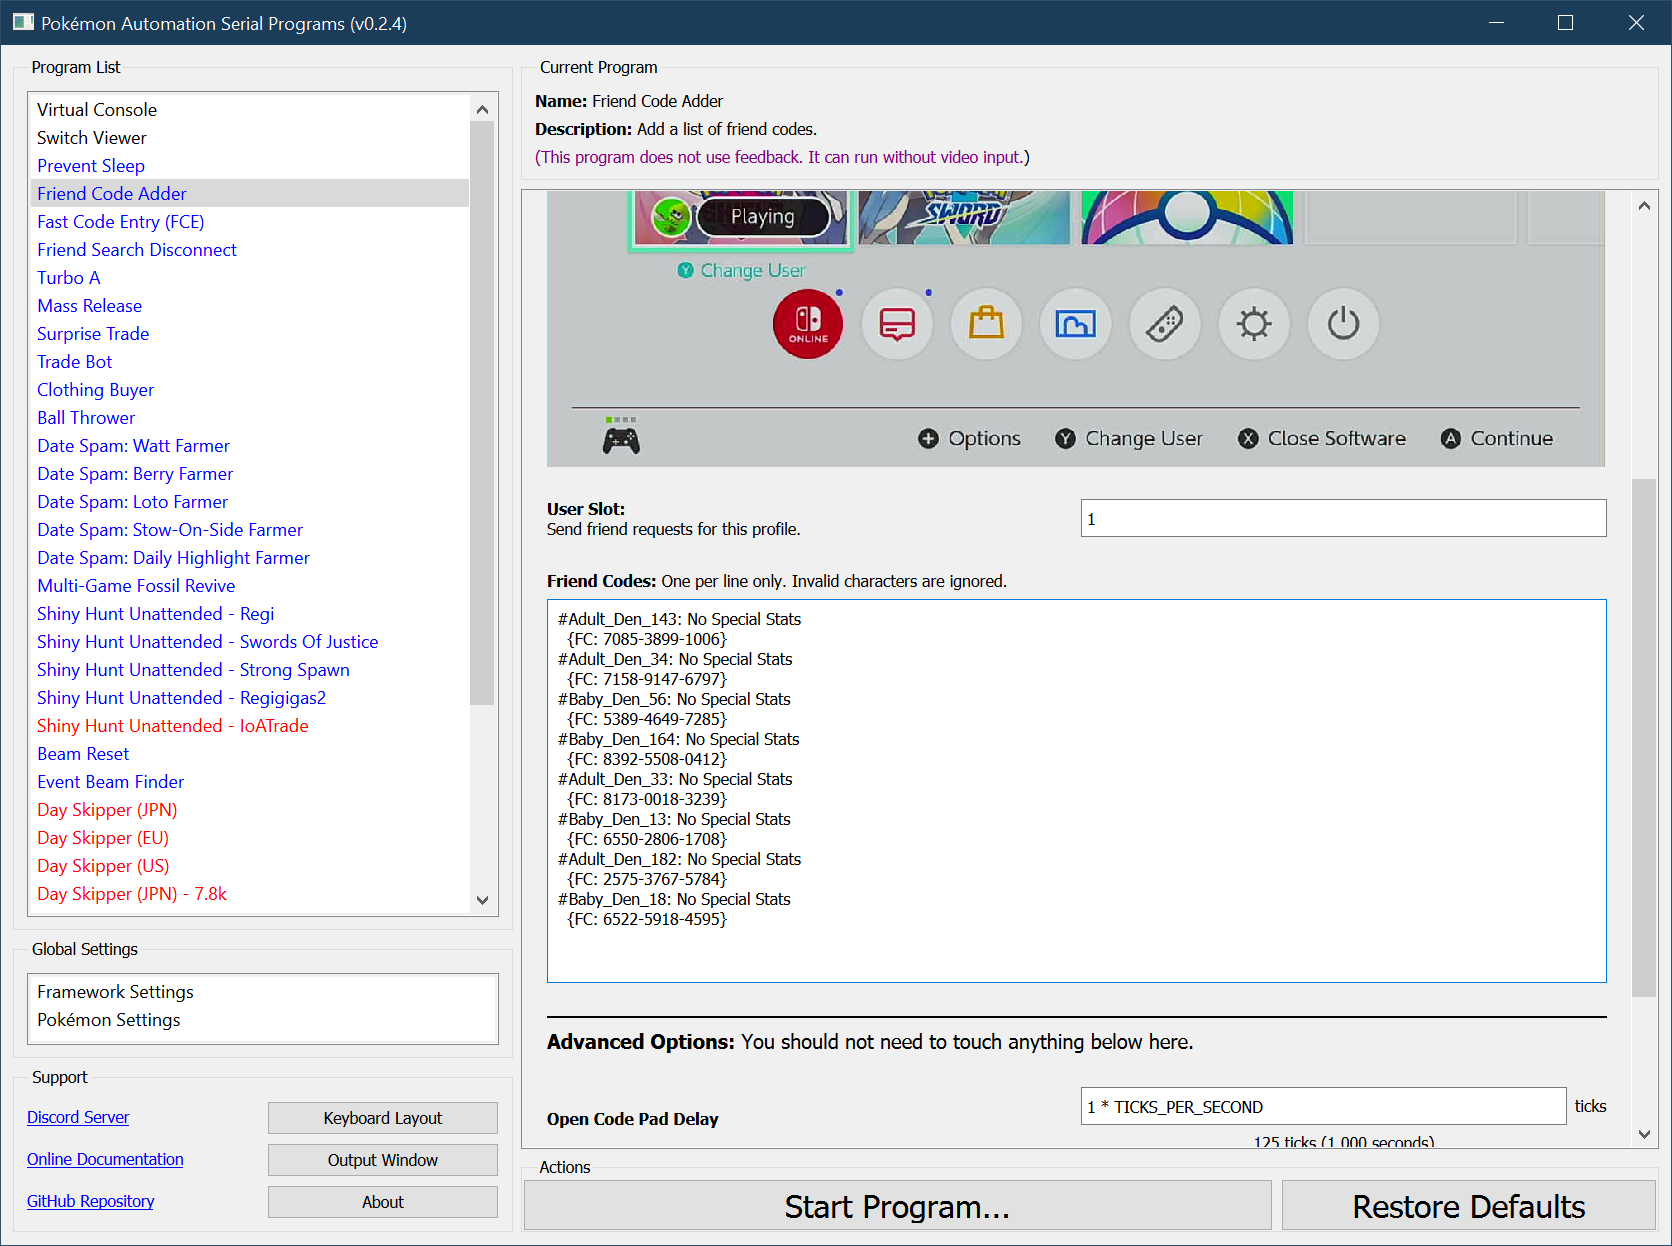 Pokémon Automation Serial Programs (v0.2.4)
Program List
Virtual Console
Switch Viewer
Prevent Sleep
Friend Code Adder
Fast Code Entry (FCE)
Friend Search Disconnect
Turbo A
Mass Release
Surprise Trade
Trade Bot
Clothing Buyer
Ball Thrower
Date Spam: Watt Farmer
Date Spam: Berry Farmer
Date Spam: Loto Farmer
Date Spam: Stow-On-Side Farmer
Date Spam: Daily Highlight Farmer
Multi-Game Fossil Revive
Shiny Hunt Unattended - Regi
Shiny Hunt Unattended - Swords Of Justice
Shiny Hunt Unattended - Strong Spawn
Shiny Hunt Unattended - Regigigas2
Shiny Hunt Unattended - IoATrade
Beam Reset
Event Beam Finder
Day Skipper (JPN)
Day Skipper (EU)
Day Skipper (US)
Day Skipper (JPN) - 7.8k
Global Settings
Framework Settings
Pokémon Settings
Support
Discord Server
Keyboard Layout
Online Documentation
Output Window
GitHub Repository
About
Current Program
Name: Friend Code Adder
Description: Add a list of friend codes.
(This program does not use feedback. It can run without video input.)
Playing
SWORD
Y Change User
ONLINE
+ Options
Y Change User
X Close Software
A Continue
User Slot:
Send friend requests for this profile.
1
Friend Codes: One per line only. Invalid characters are ignored.
#Adult_Den_143: No Special Stats
{FC: 7085-3899-1006}
#Adult_Den_34: No Special Stats
{FC: 7158-9147-6797}
#Baby_Den_56: No Special Stats
{FC: 5389-4649-7285}
#Baby_Den_164: No Special Stats
{FC: 8392-5508-0412}
#Adult_Den_33: No Special Stats
{FC: 8173-0018-3239}
#Baby_Den_13: No Special Stats
{FC: 6550-2806-1708}
#Adult_Den_182: No Special Stats
{FC: 2575-3767-5784}
#Baby_Den_18: No Special Stats
{FC: 6522-5918-4595}
Advanced Options: You should not need to touch anything below here.
Open Code Pad Delay
1 * TICKS_PER_SECOND
ticks
125 ticks (1.000 seconds)
Actions
Start Program...
Restore Defaults